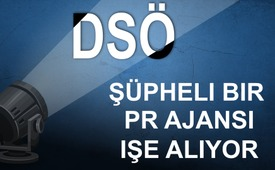 DSÖ
ŞÜPHELI BIR
PR AJANSI
IŞE ALIYOR